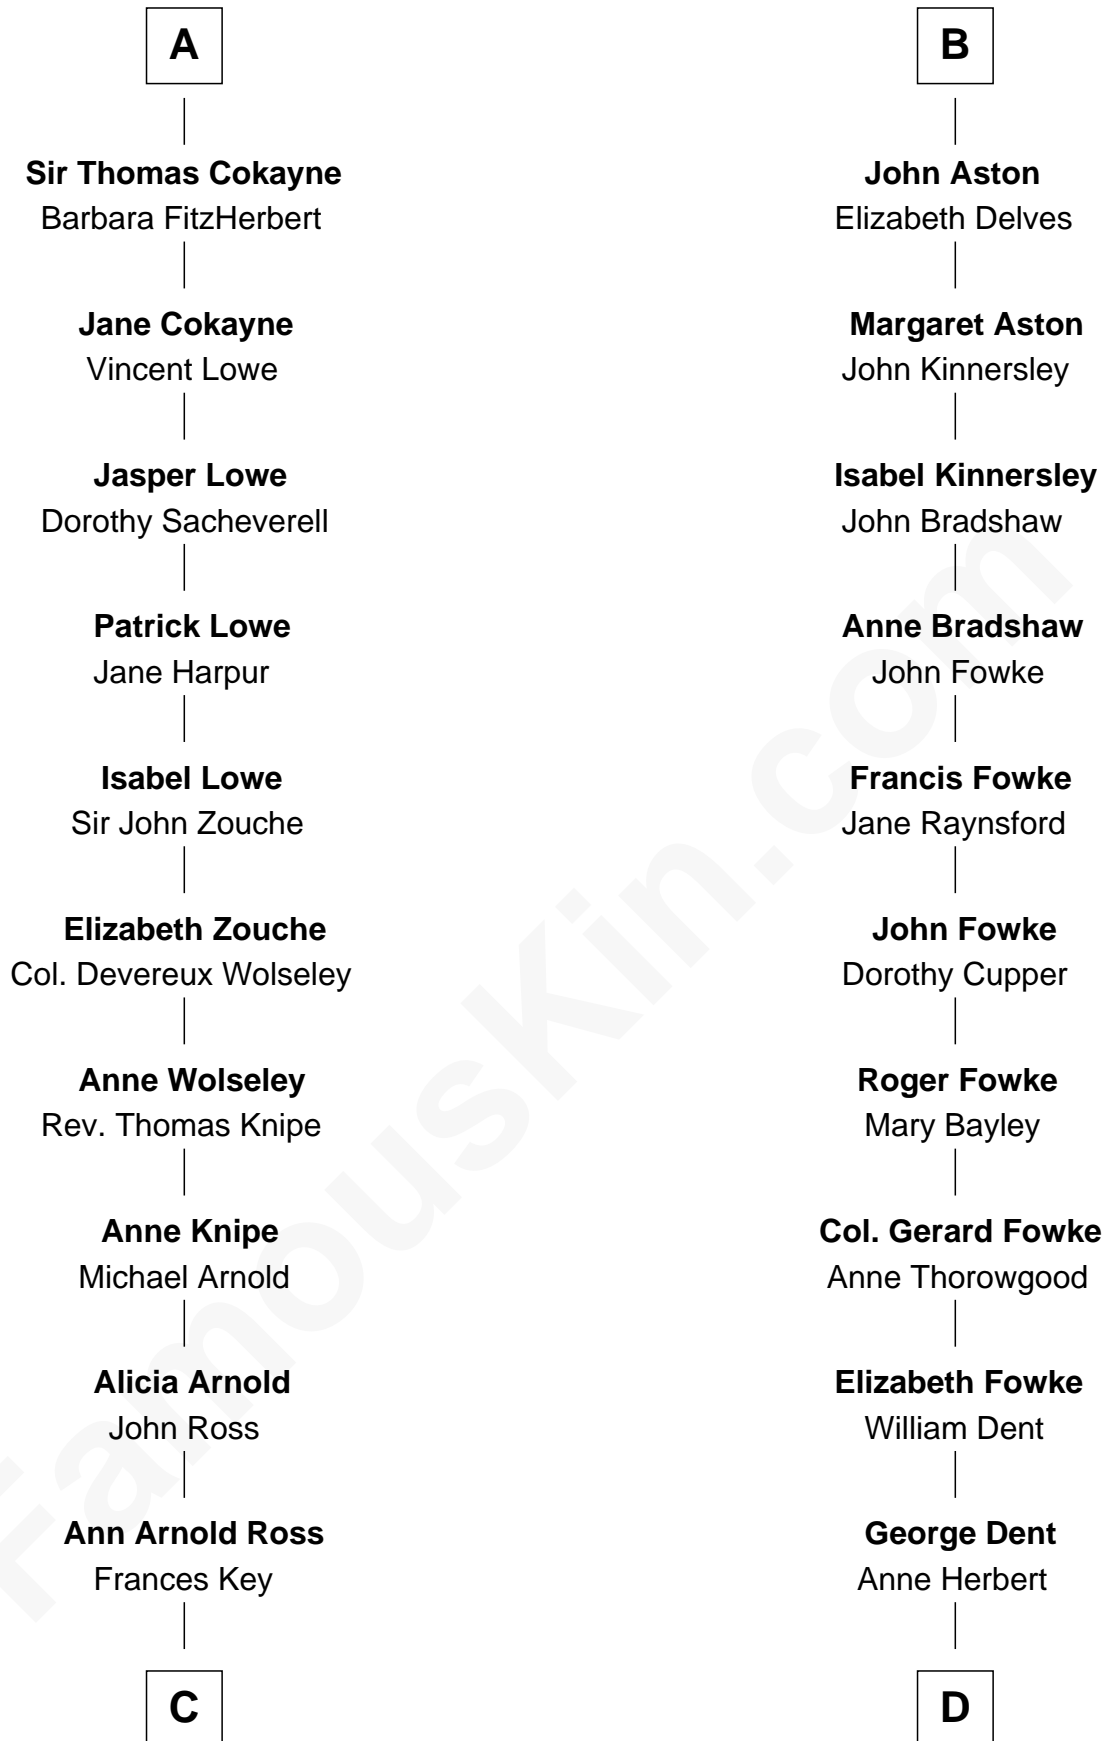 A
Sir Thomas Cokayne
Barbara FitzHerbert
Jane Cokayne
Vincent Lowe
Jasper Lowe
Dorothy Sacheverell
Patrick Lowe
Jane Harpur
Isabel Lowe
Sir John Zouche
Elizabeth Zouche
Col. Devereux Wolseley
Anne Wolseley
Rev. Thomas Knipe
Anne Knipe
Michael Arnold
Alicia Arnold
John Ross
Ann Arnold Ross
Frances Key
C
B
John Aston
Elizabeth Delves
Margaret Aston
John Kinnersley
Isabel Kinnersley
John Bradshaw
Anne Bradshaw
John Fowke
Francis Fowke
Jane Raynsford
John Fowke
Dorothy Cupper
Roger Fowke
Mary Bayley
Col. Gerard Fowke
Anne Thorowgood
Elizabeth Fowke
William Dent
George Dent
Anne Herbert
D
FamousKin.com